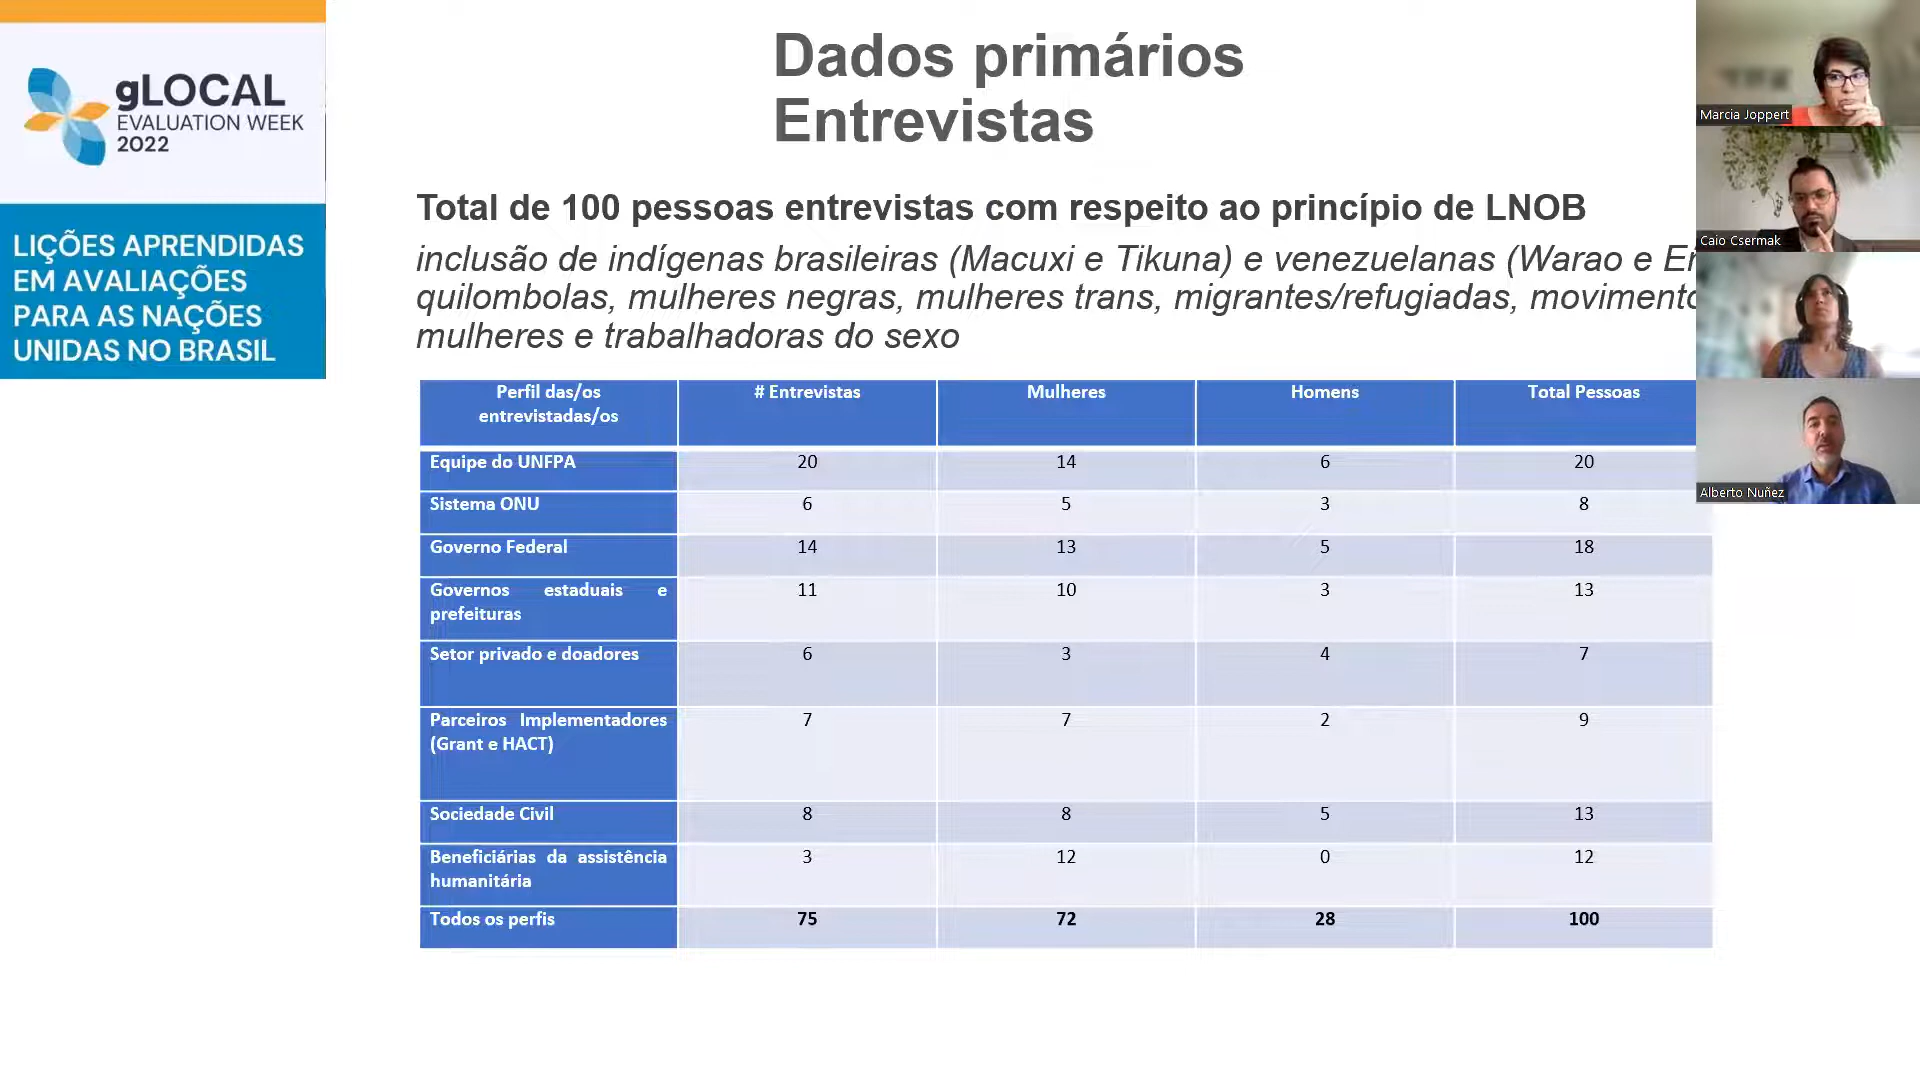 gLOCAL
EVALUATION WEEK
2022
LIÇÕES APRENDIDAS
EM AVALIAÇÕES
PARA AS NAÇÕES
UNIDAS NO BRASIL
Dados primários
Entrevistas
Total de 100 pessoas entrevistas com respeito ao princípio de LNOB
inclusão de indígenas brasileiras (Macuxi e Tikuna) e venezuelanas (Warao e
quilombolas, mulheres negras, mulheres trans, migrantes/refugiadas,
mulheres e trabalhadoras do sexo
Perfil das/os
entrevistadas/os
# Entrevistas
Mulheres
Homens
Total Pessoas
Equipe do UNFPA 20 14 6 20
Sistema ONU 6 5 3 8
Governo Federal 14 13 5 18
Governos estaduais e
prefeituras
11 10 3 13
Setor privado e doadores 6 3 4 7
Parceiros Implementadores
(Grant e HACT)
7 7 2 9
Sociedade Civil 8 8 5 13
Beneficiárias da assistência
humanitária
3 12 0 12
Todos os perfis 75 72 28 100
Marcia Joppert
Caio Csermak
Alberto Nuñez